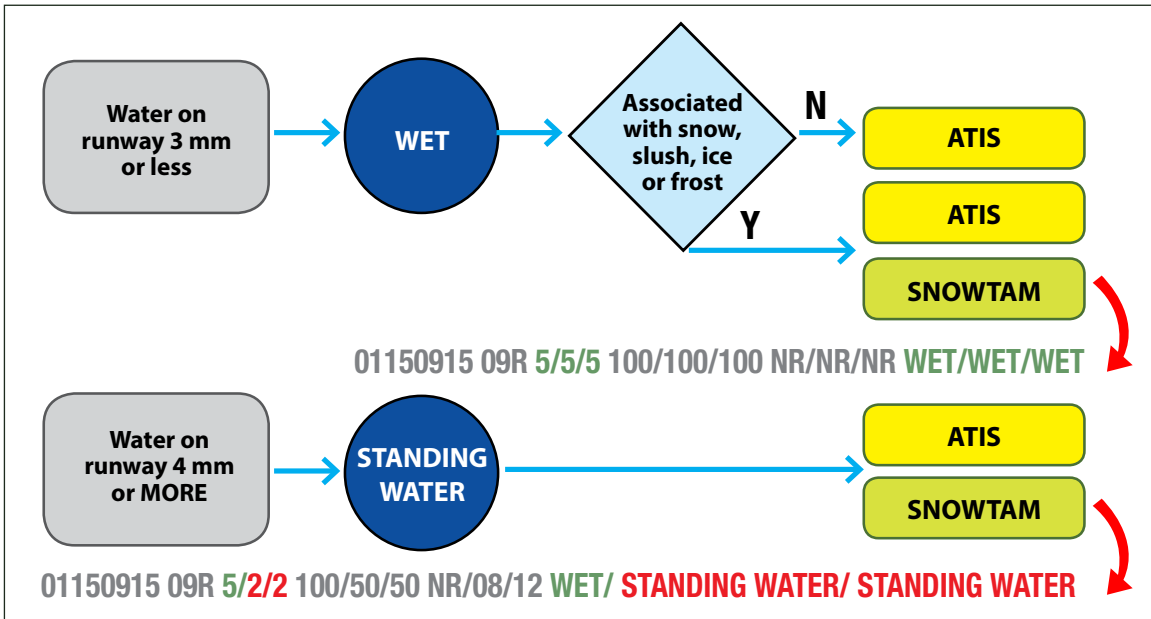 Water on
runway 3 mm
or less
WET
Associated
with snow,
slush, ice
or frost
N
ATIS
Y
ATIS
SNOWTAM
01150915 09R 5/5/5 100/100/100 NR/NR/NR WET/WET/WET
Water on
runway 4 mm
or MORE
STANDING
WATER
ATIS
SNOWTAM
01150915 09R 5/2/2 100/50/50 NR/08/12 WET/ STANDING WATER/ STANDING WATER